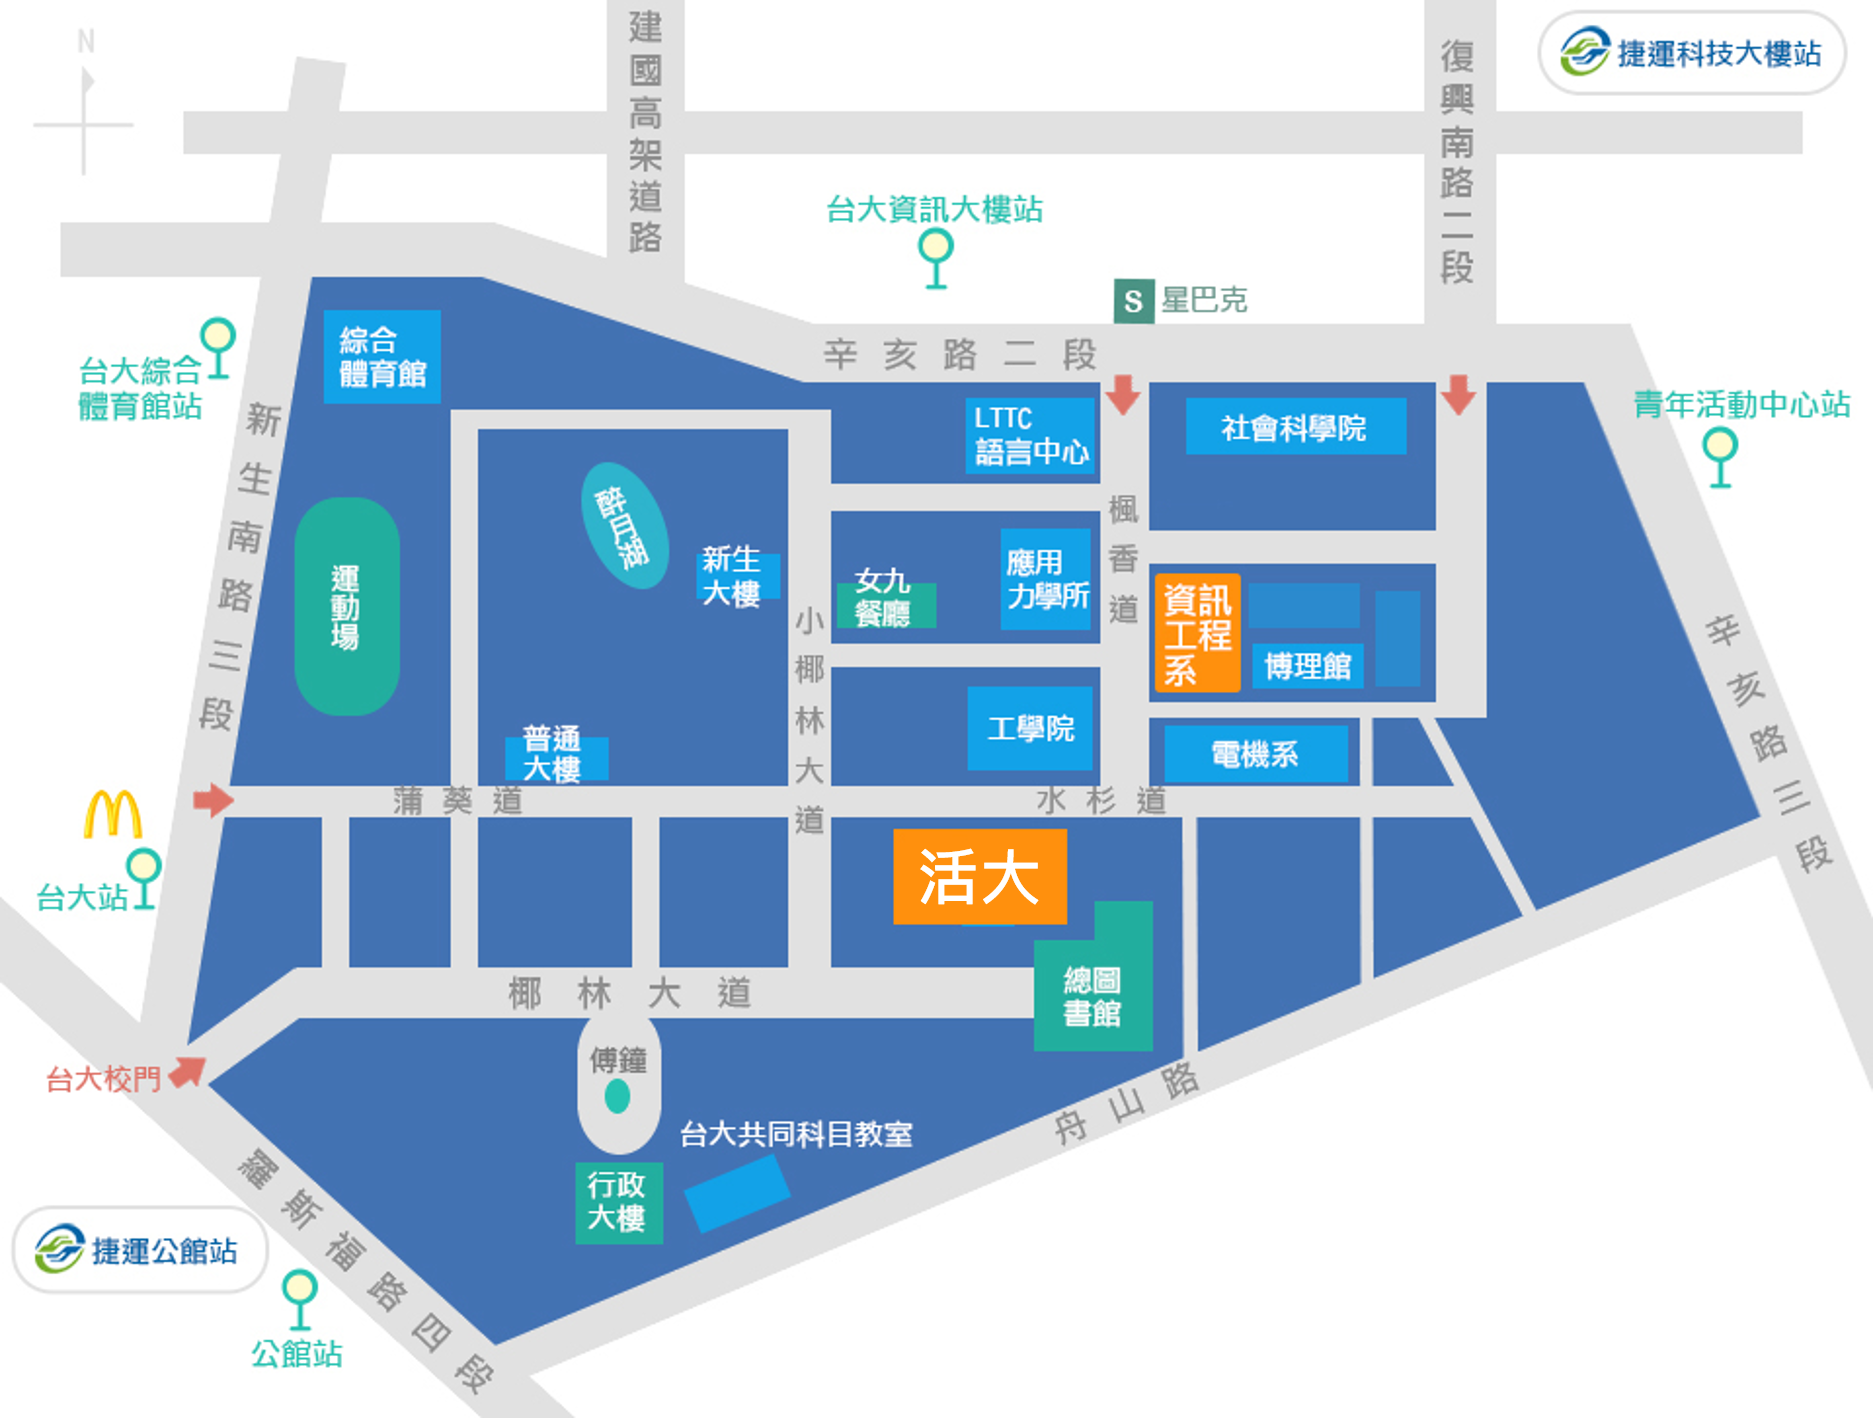 N
建國高架道路
復興南路二段
捷運科技大樓站
台大資訊大樓站
S 星巴克
綜合
體育館
台大綜合
體育館站
辛亥路二段
新生南路三段
LTTC
語言中心
社會科學院
青年活動中心站
醉月湖
運動場
新生
大樓
女九
餐廳
應用
力學所
楓香道
資訊
工程
系
博理館
小椰林大道
辛亥路三段
普通
大樓
工學院
電機系
蒲葵道
水杉道
台大站
活大
總圖
書館
椰林大道
傅鐘
台大校門
舟山路
台大共同科目教室
行政
大樓
羅斯福路四段
捷運公館站
公館站